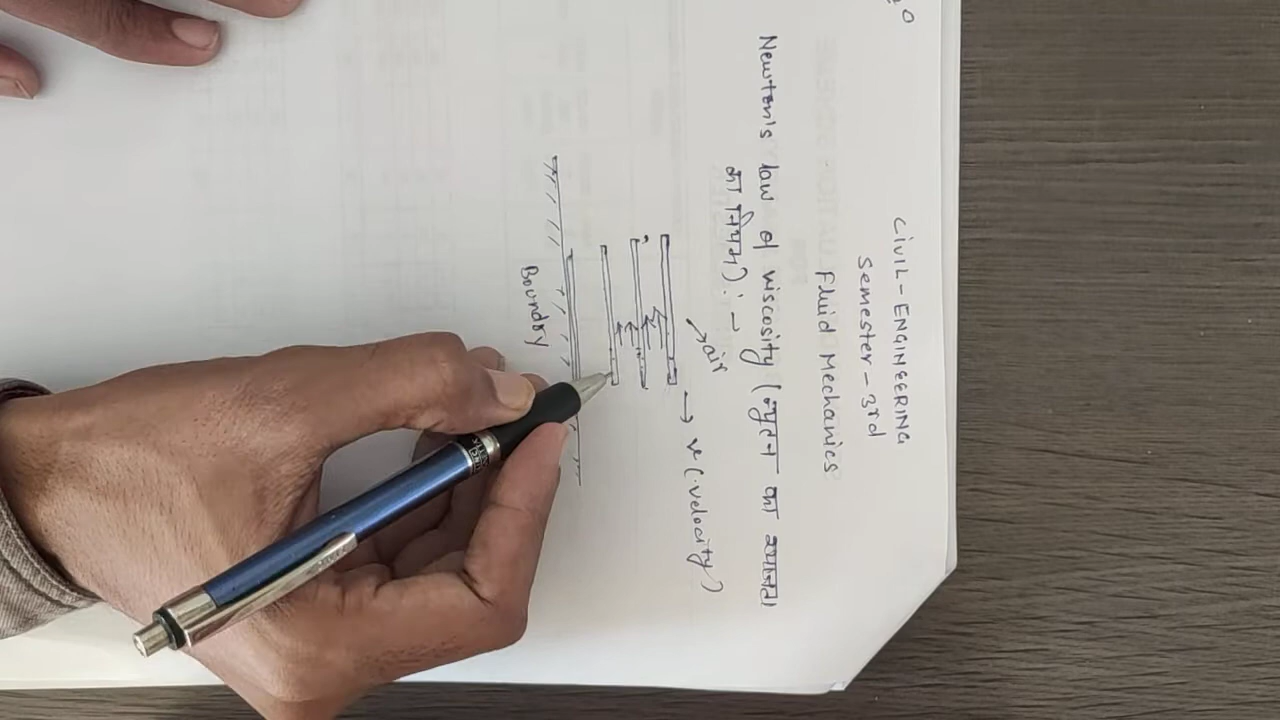 CIVIL-ENGINEERING
Semester-3rd
Fluid Mechanics
Newton's law of viscosity (न्यूटन का श्यानता
का नियम) :-
air
→ v (velocity)
Boundry